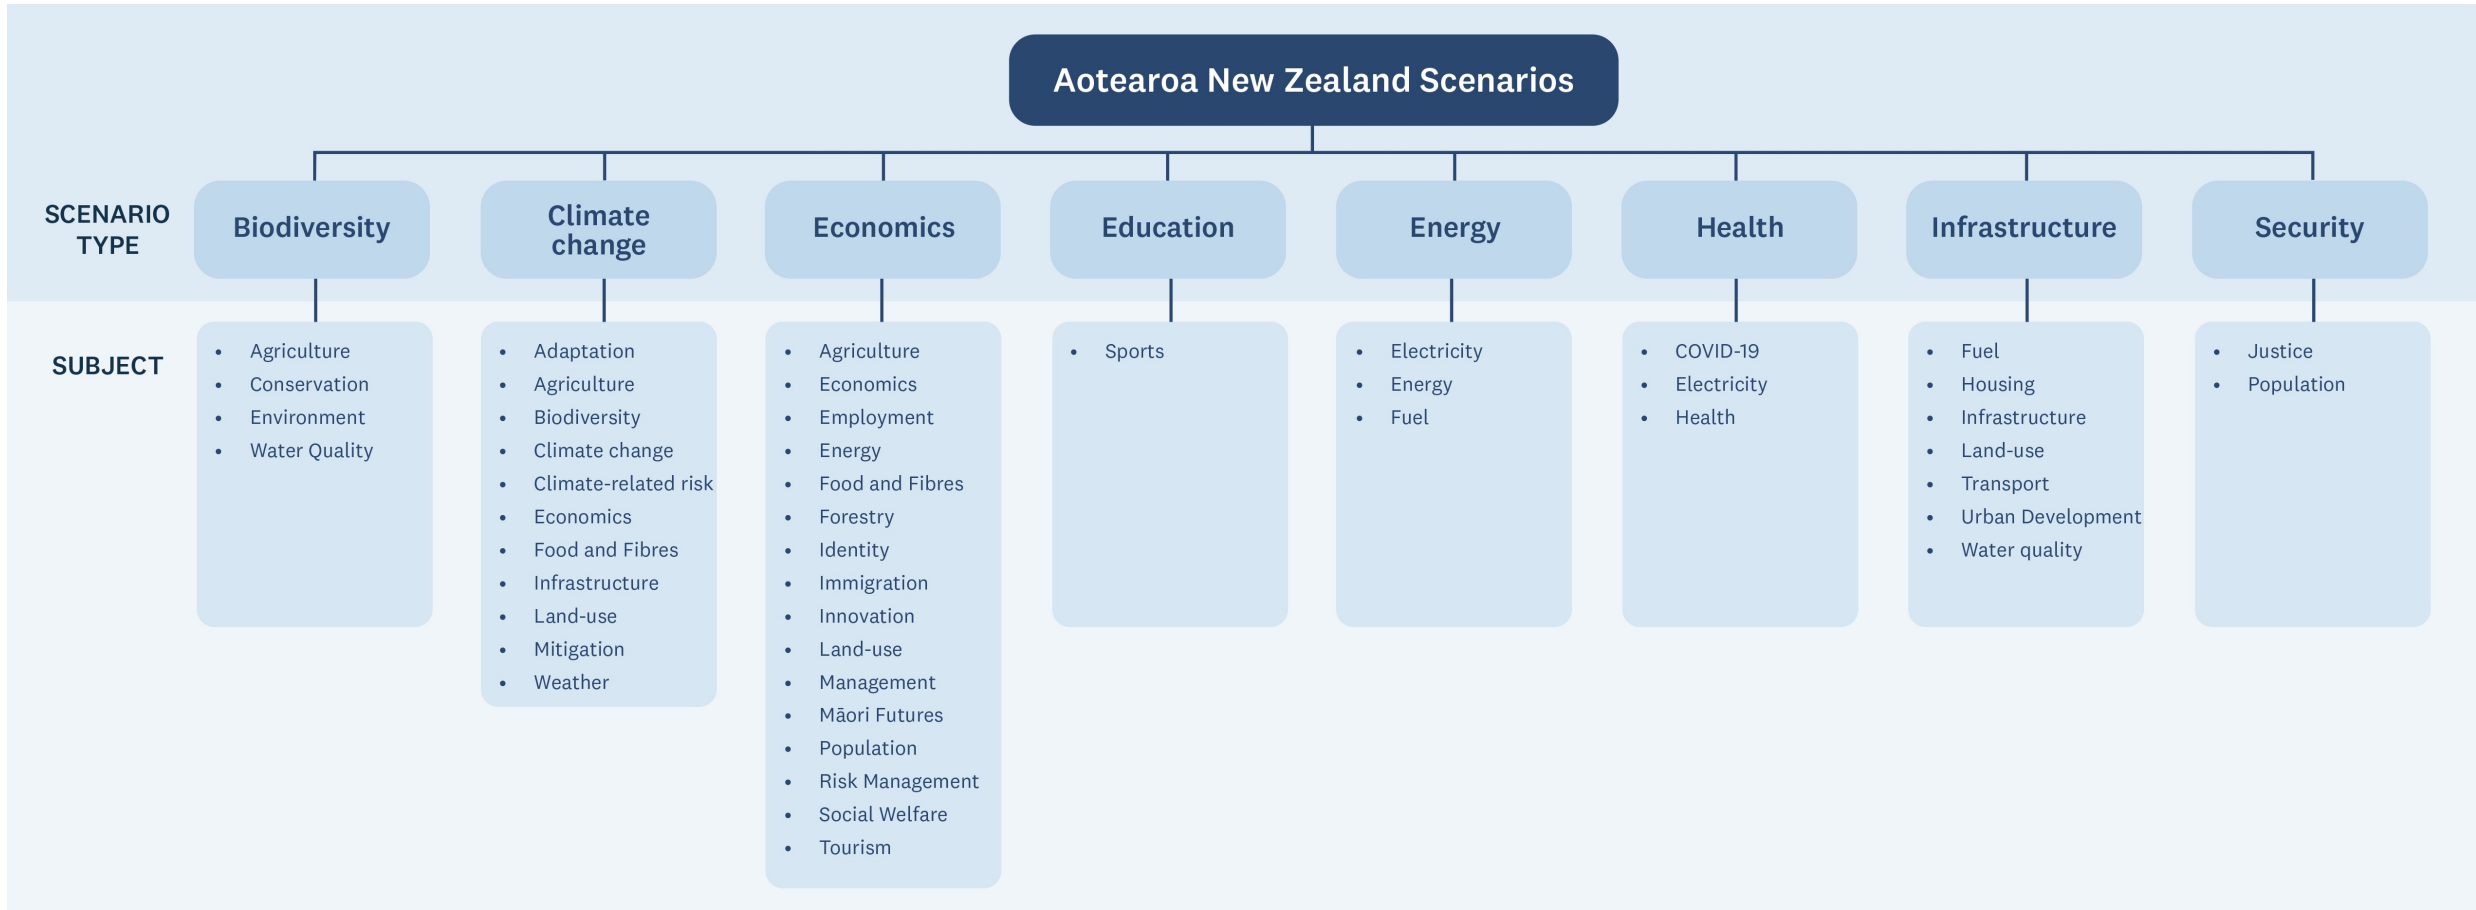 Aotearoa New Zealand Scenarios
SCENARIO
TYPE
Biodiversity
Climate
change
Economics
Education
Energy
Health
Infrastructure
Security
SUBJECT
• Agriculture
• Conservation
• Environment
• Water Quality
• Adaptation
• Agriculture
• Biodiversity
• Climate change
• Climate-related risk
• Economics
• Food and Fibres
• Infrastructure
• Land-use
• Mitigation
• Weather
• Agriculture
• Economics
• Employment
• Energy
• Food and Fibres
• Forestry
• Identity
• Immigration
• Innovation
• Land-use
• Management
• Māori Futures
• Population
• Risk Management
• Social Welfare
• Tourism
• Sports
• Electricity
• Energy
• Fuel
• COVID-19
• Electricity
• Health
• Fuel
• Housing
• Infrastructure
• Land-use
• Transport
• Urban Development
• Water quality
• Justice
• Population